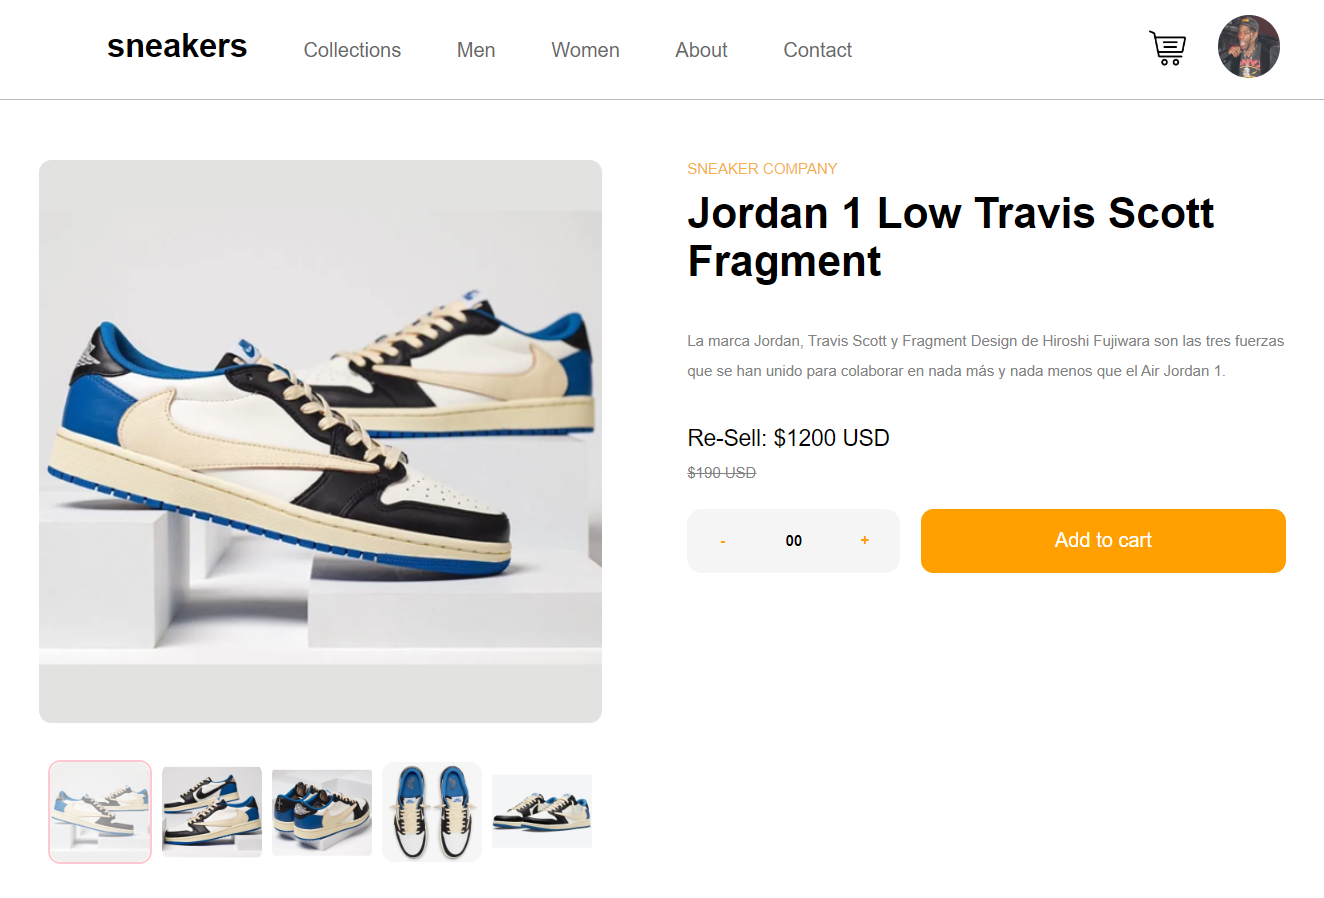 sneakers
Collections
Men
Women
About
Contact
SNEAKER COMPANY
Jordan 1 Low Travis Scott
Fragment
La marca Jordan, Travis Scott y Fragment Design de Hiroshi Fujiwara son las tres fuerzas
que se han unido para colaborar en nada más y nada menos que el Air Jordan 1.
Re-Sell: $1200 USD
$190 USD
- 00 +
Add to cart